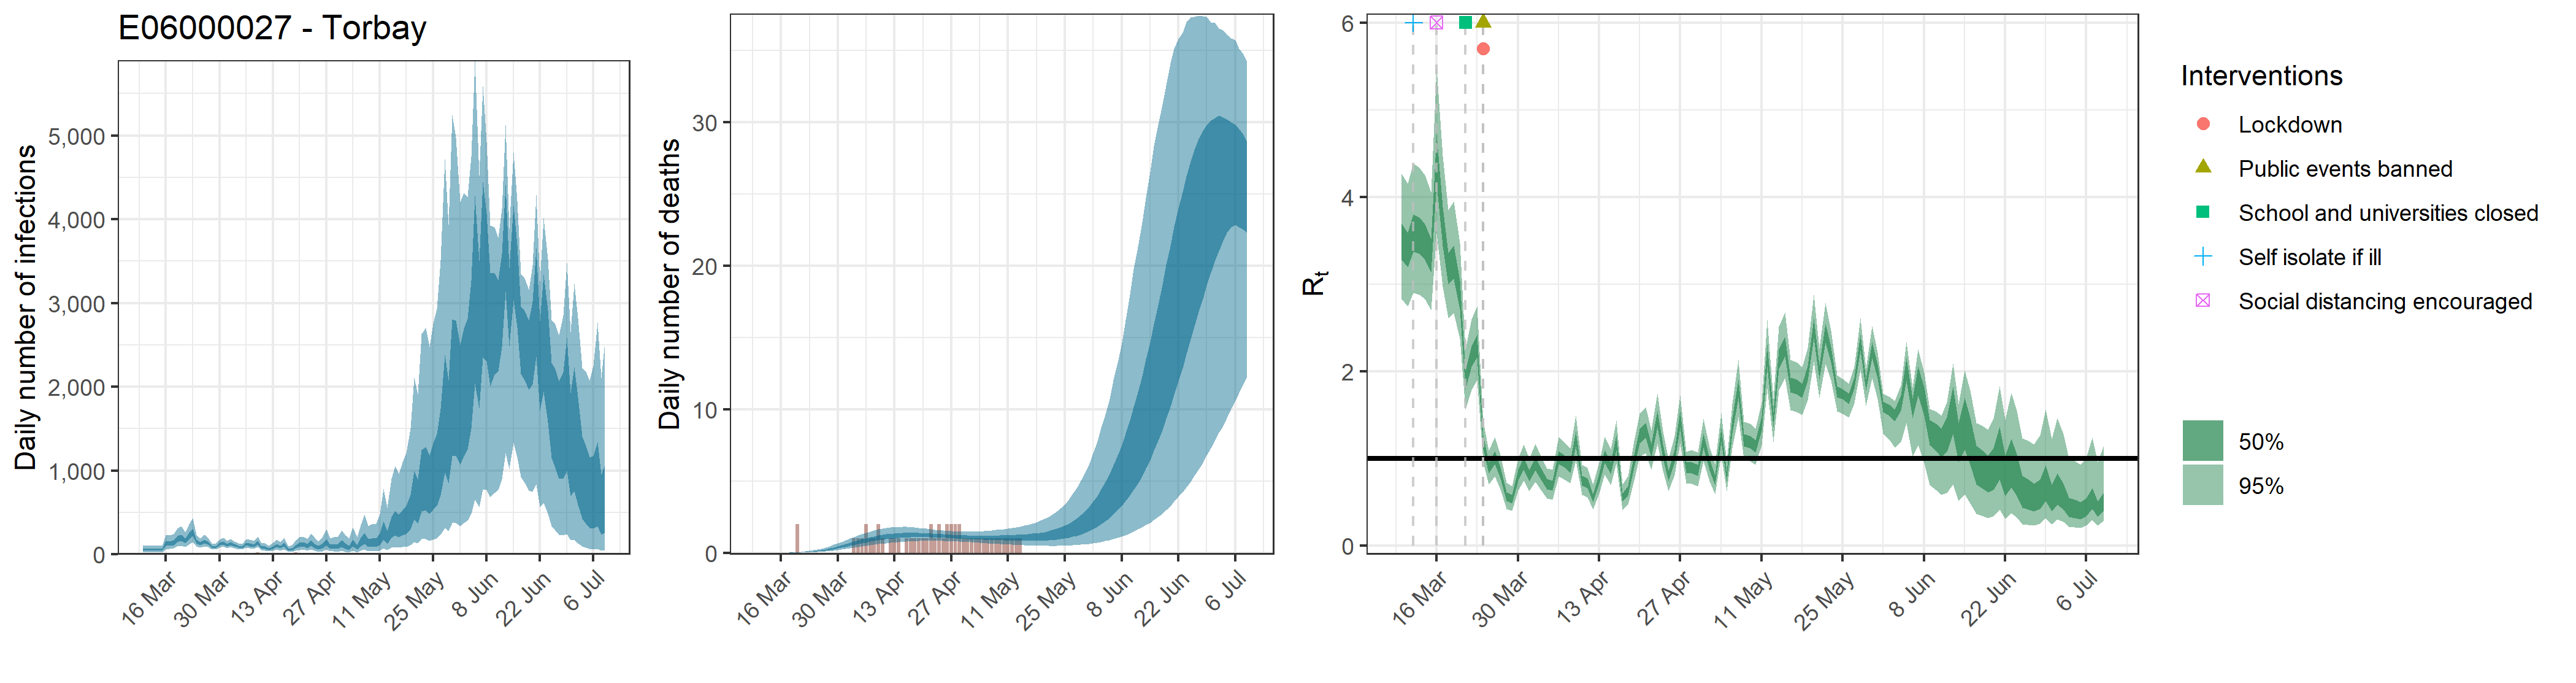 E06000027 - Torbay
Daily number of infections
5,000
4,000
3,000
2,000
1,000
0
16 Mar
30 Mar
13 Apr
27 Apr
11 May
25 May
8 Jun
22 Jun
6 Jul
Daily number of deaths
30
20
10
0
16 Mar
30 Mar
13 Apr
27 Apr
11 May
25 May
8 Jun
22 Jun
6 Jul
Rt
6
4
2
0
16 Mar
30 Mar
13 Apr
27 Apr
11 May
25 May
8 Jun
22 Jun
6 Jul
Interventions
Lockdown
Public events banned
School and universities closed
Self isolate if ill
Social distancing encouraged
50%
95%